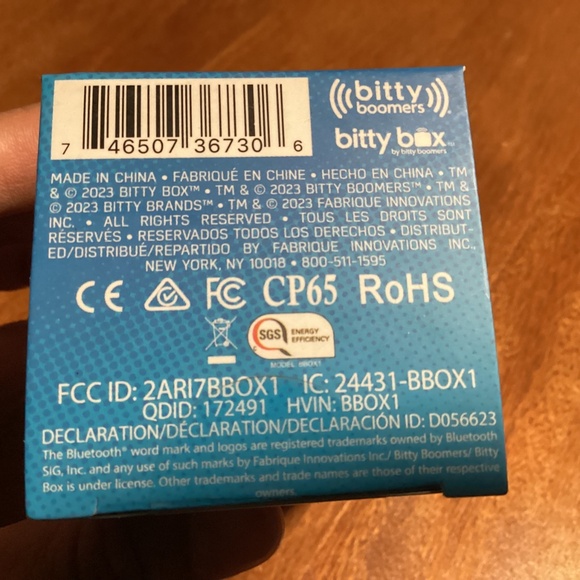 7 46507 36730 6
((( bitty boomers )))
bitty box™
by bitty boomers
MADE IN CHINA • FABRIQUÉ EN CHINE • HECHO EN CHINA • TM
& © 2023 BITTY BOX™ • TM & © 2023 BITTY BOOMERS™ • TM &
© 2023 BITTY BRANDS™ • TM & © 2023 FABRIQUE INNOVATIONS
INC. • ALL RIGHTS RESERVED • TOUS LES DROITS SONT
RÉSERVÉS • RESERVADOS TODOS LOS DERECHOS • DISTRIBUT-
ED/DISTRIBUÉ/REPARTIDO BY FABRIQUE INNOVATIONS INC.,
NEW YORK, NY 10018 • 800-511-1595
CE FC CP65 RoHS
SGS ENERGY
EFFICIENCY
MODEL: BBOX1
FCC ID: 2ARI7BBOX1 IC: 24431-BBOX1
QDID: 172491 HVIN: BBOX1
DECLARATION/DÉCLARATION/DECLARACIÓN ID: D056623
The Bluetooth® word mark and logos are registered trademarks owned by Bluetooth
SIG, Inc. and any use of such marks by Fabrique Innovations Inc./ Bitty Boomers/ Bitty
Box is under license. Other trademarks and trade names are those of their respective
owners.